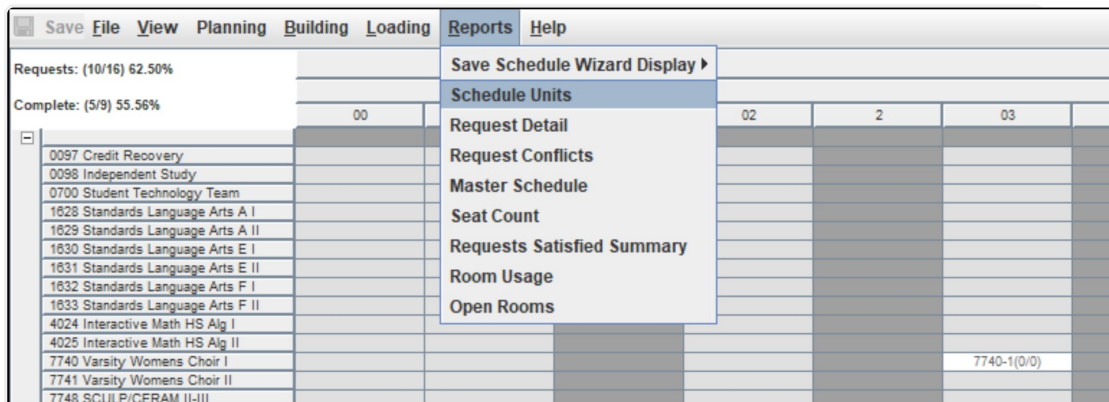 Save File View Planning Building Loading Reports Help
Requests: (10/16) 62.50%
Complete: (5/9) 55.56%
Save Schedule Wizard Display
Schedule Units
Request Detail
Request Conflicts
Master Schedule
Seat Count
Requests Satisfied Summary
Room Usage
Open Rooms
00 02 2 03
0097 Credit Recovery
0098 Independent Study
0700 Student Technology Team
1628 Standards Language Arts A I
1629 Standards Language Arts A II
1630 Standards Language Arts E I
1631 Standards Language Arts E II
1632 Standards Language Arts F I
1633 Standards Language Arts F II
4024 Interactive Math HS Alg I
4025 Interactive Math HS Alg II
7740 Varsity Womens Choir I 7740-1(0/0)
7741 Varsity Womens Choir II
7748 SCULP/CERAM II-III